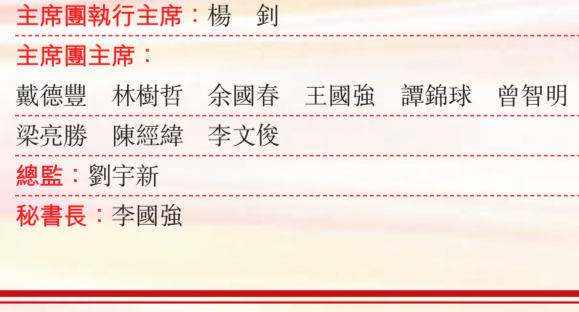 主席團執行主席：楊　釗
主席團主席：
戴德豐　林樹哲　余國春　王國強　譚錦球　曾智明
梁亮勝　陳經緯　李文俊
總監：劉宇新
秘書長：李國強